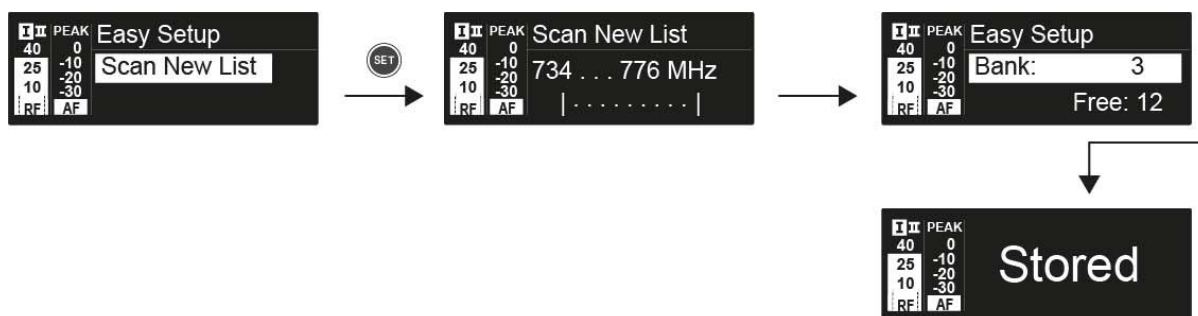 I II PEAK Easy Setup
40 0
25 -10 Scan New List
-20
10 -30
RF AF
SET
I II PEAK Scan New List
40 0
25 -10 734 . . . 776 MHz
-20
10 -30
RF AF | . . . . . . . . . |
I II PEAK Easy Setup
40 0
25 -10 Bank: 3
-20
10 -30
RF AF Free: 12
I II PEAK
40 0
25 -10 Stored
-20
10 -30
RF AF